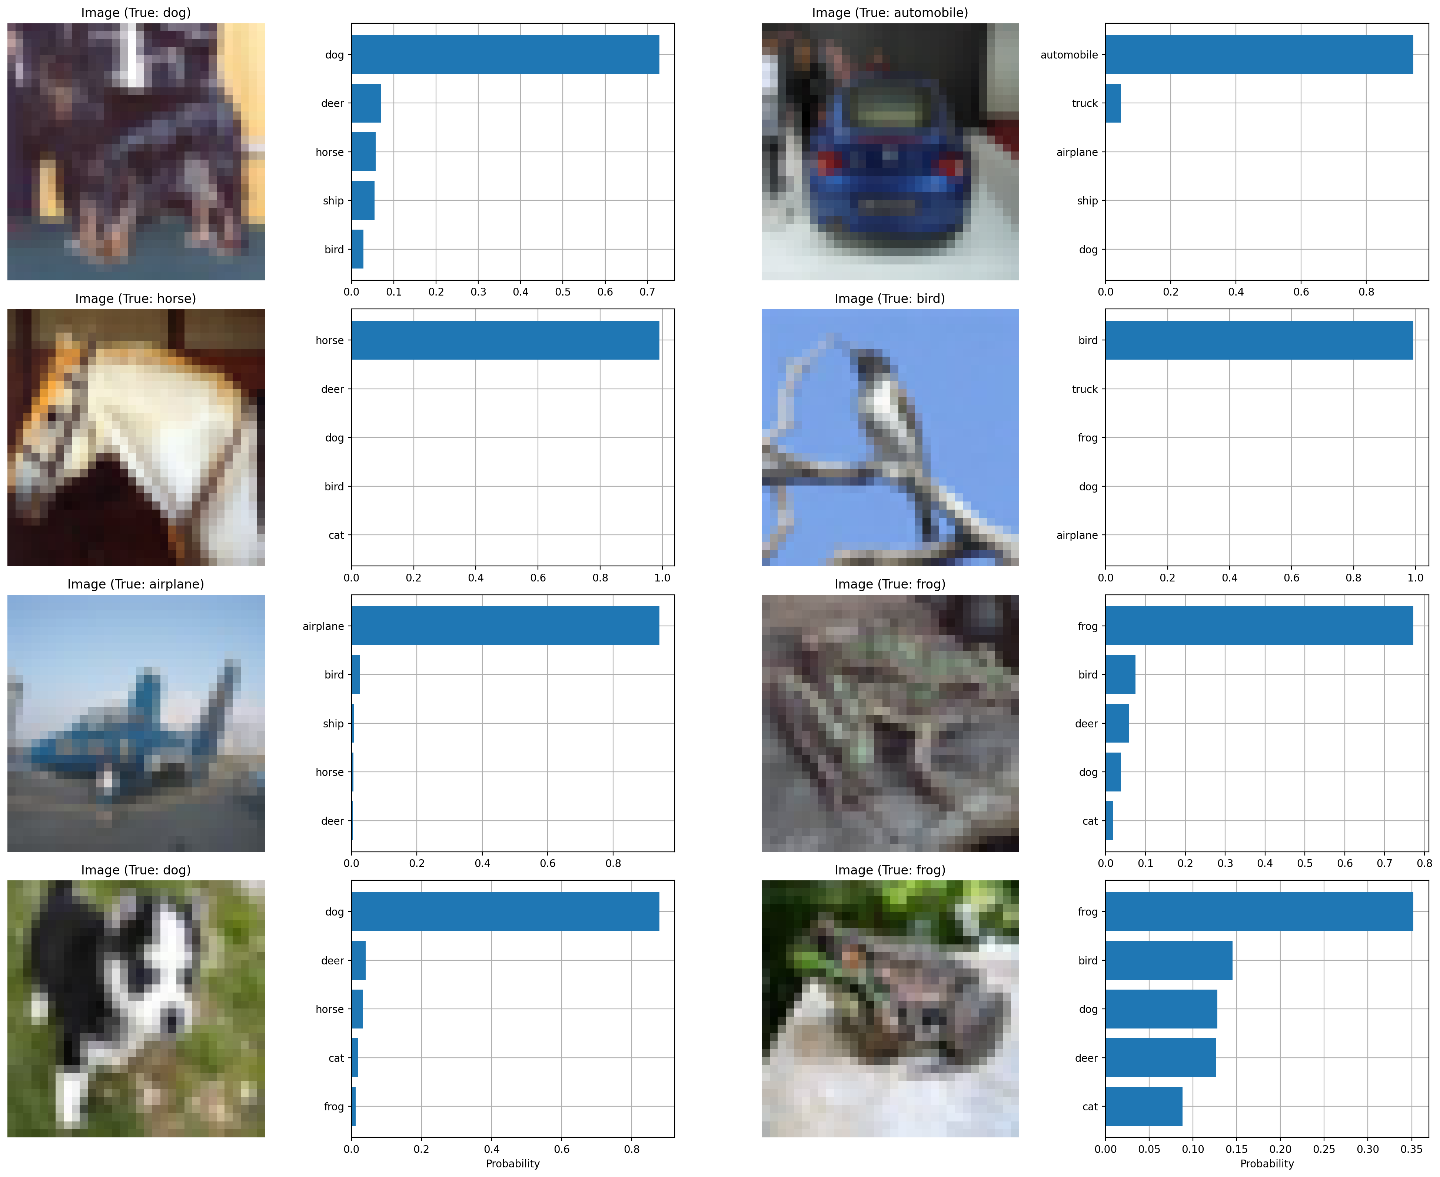 Image (True: dog)
dog
deer
horse
ship
bird
0.0 0.1 0.2 0.3 0.4 0.5 0.6 0.7
Image (True: automobile)
automobile
truck
airplane
ship
dog
0.0 0.2 0.4 0.6 0.8
Image (True: horse)
horse
deer
dog
bird
cat
0.0 0.2 0.4 0.6 0.8 1.0
Image (True: bird)
bird
truck
frog
dog
airplane
0.0 0.2 0.4 0.6 0.8 1.0
Image (True: airplane)
airplane
bird
ship
horse
deer
0.0 0.2 0.4 0.6 0.8
Image (True: frog)
frog
bird
deer
dog
cat
0.0 0.1 0.2 0.3 0.4 0.5 0.6 0.7 0.8
Image (True: dog)
dog
deer
horse
cat
frog
0.0 0.2 0.4 0.6 0.8
Probability
Image (True: frog)
frog
bird
dog
deer
cat
0.00 0.05 0.10 0.15 0.20 0.25 0.30 0.35
Probability